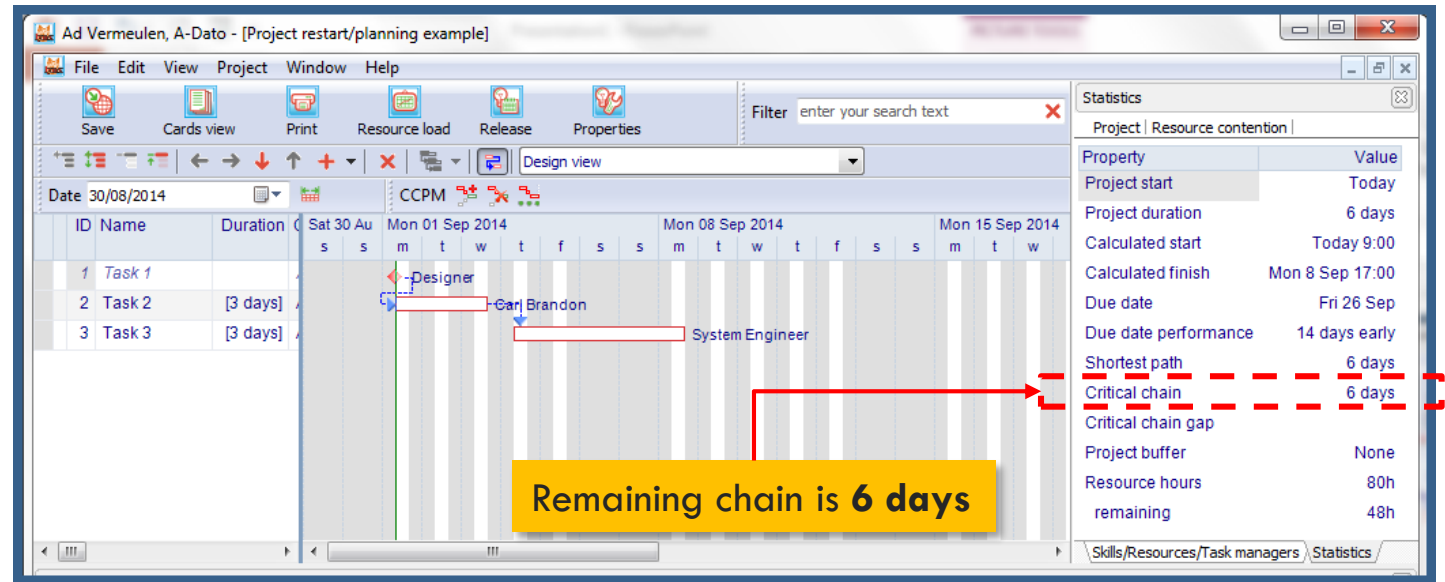 Ad Vermeulen, A-Dato - [Project restart/planning example]
File Edit View Project Window Help
Save Cards view Print Resource load Release Properties
Filter enter your search text
Design view
Date 30/08/2014 CCPM
ID Name Duration Sat 30 Au Mon 01 Sep 2014 Mon 08 Sep 2014 Mon 15 Sep 2014
s s m t w t f s s m t w t f s s m t w
1 Task 1 Designer
2 Task 2 [3 days] Carl Brandon
3 Task 3 [3 days] System Engineer
Remaining chain is 6 days
Statistics
Project | Resource contention |
Property Value
Project start Today
Project duration 6 days
Calculated start Today 9:00
Calculated finish Mon 8 Sep 17:00
Due date Fri 26 Sep
Due date performance 14 days early
Shortest path 6 days
Critical chain 6 days
Critical chain gap
Project buffer None
Resource hours 80h
remaining 48h
Skills/Resources/Task managers Statistics